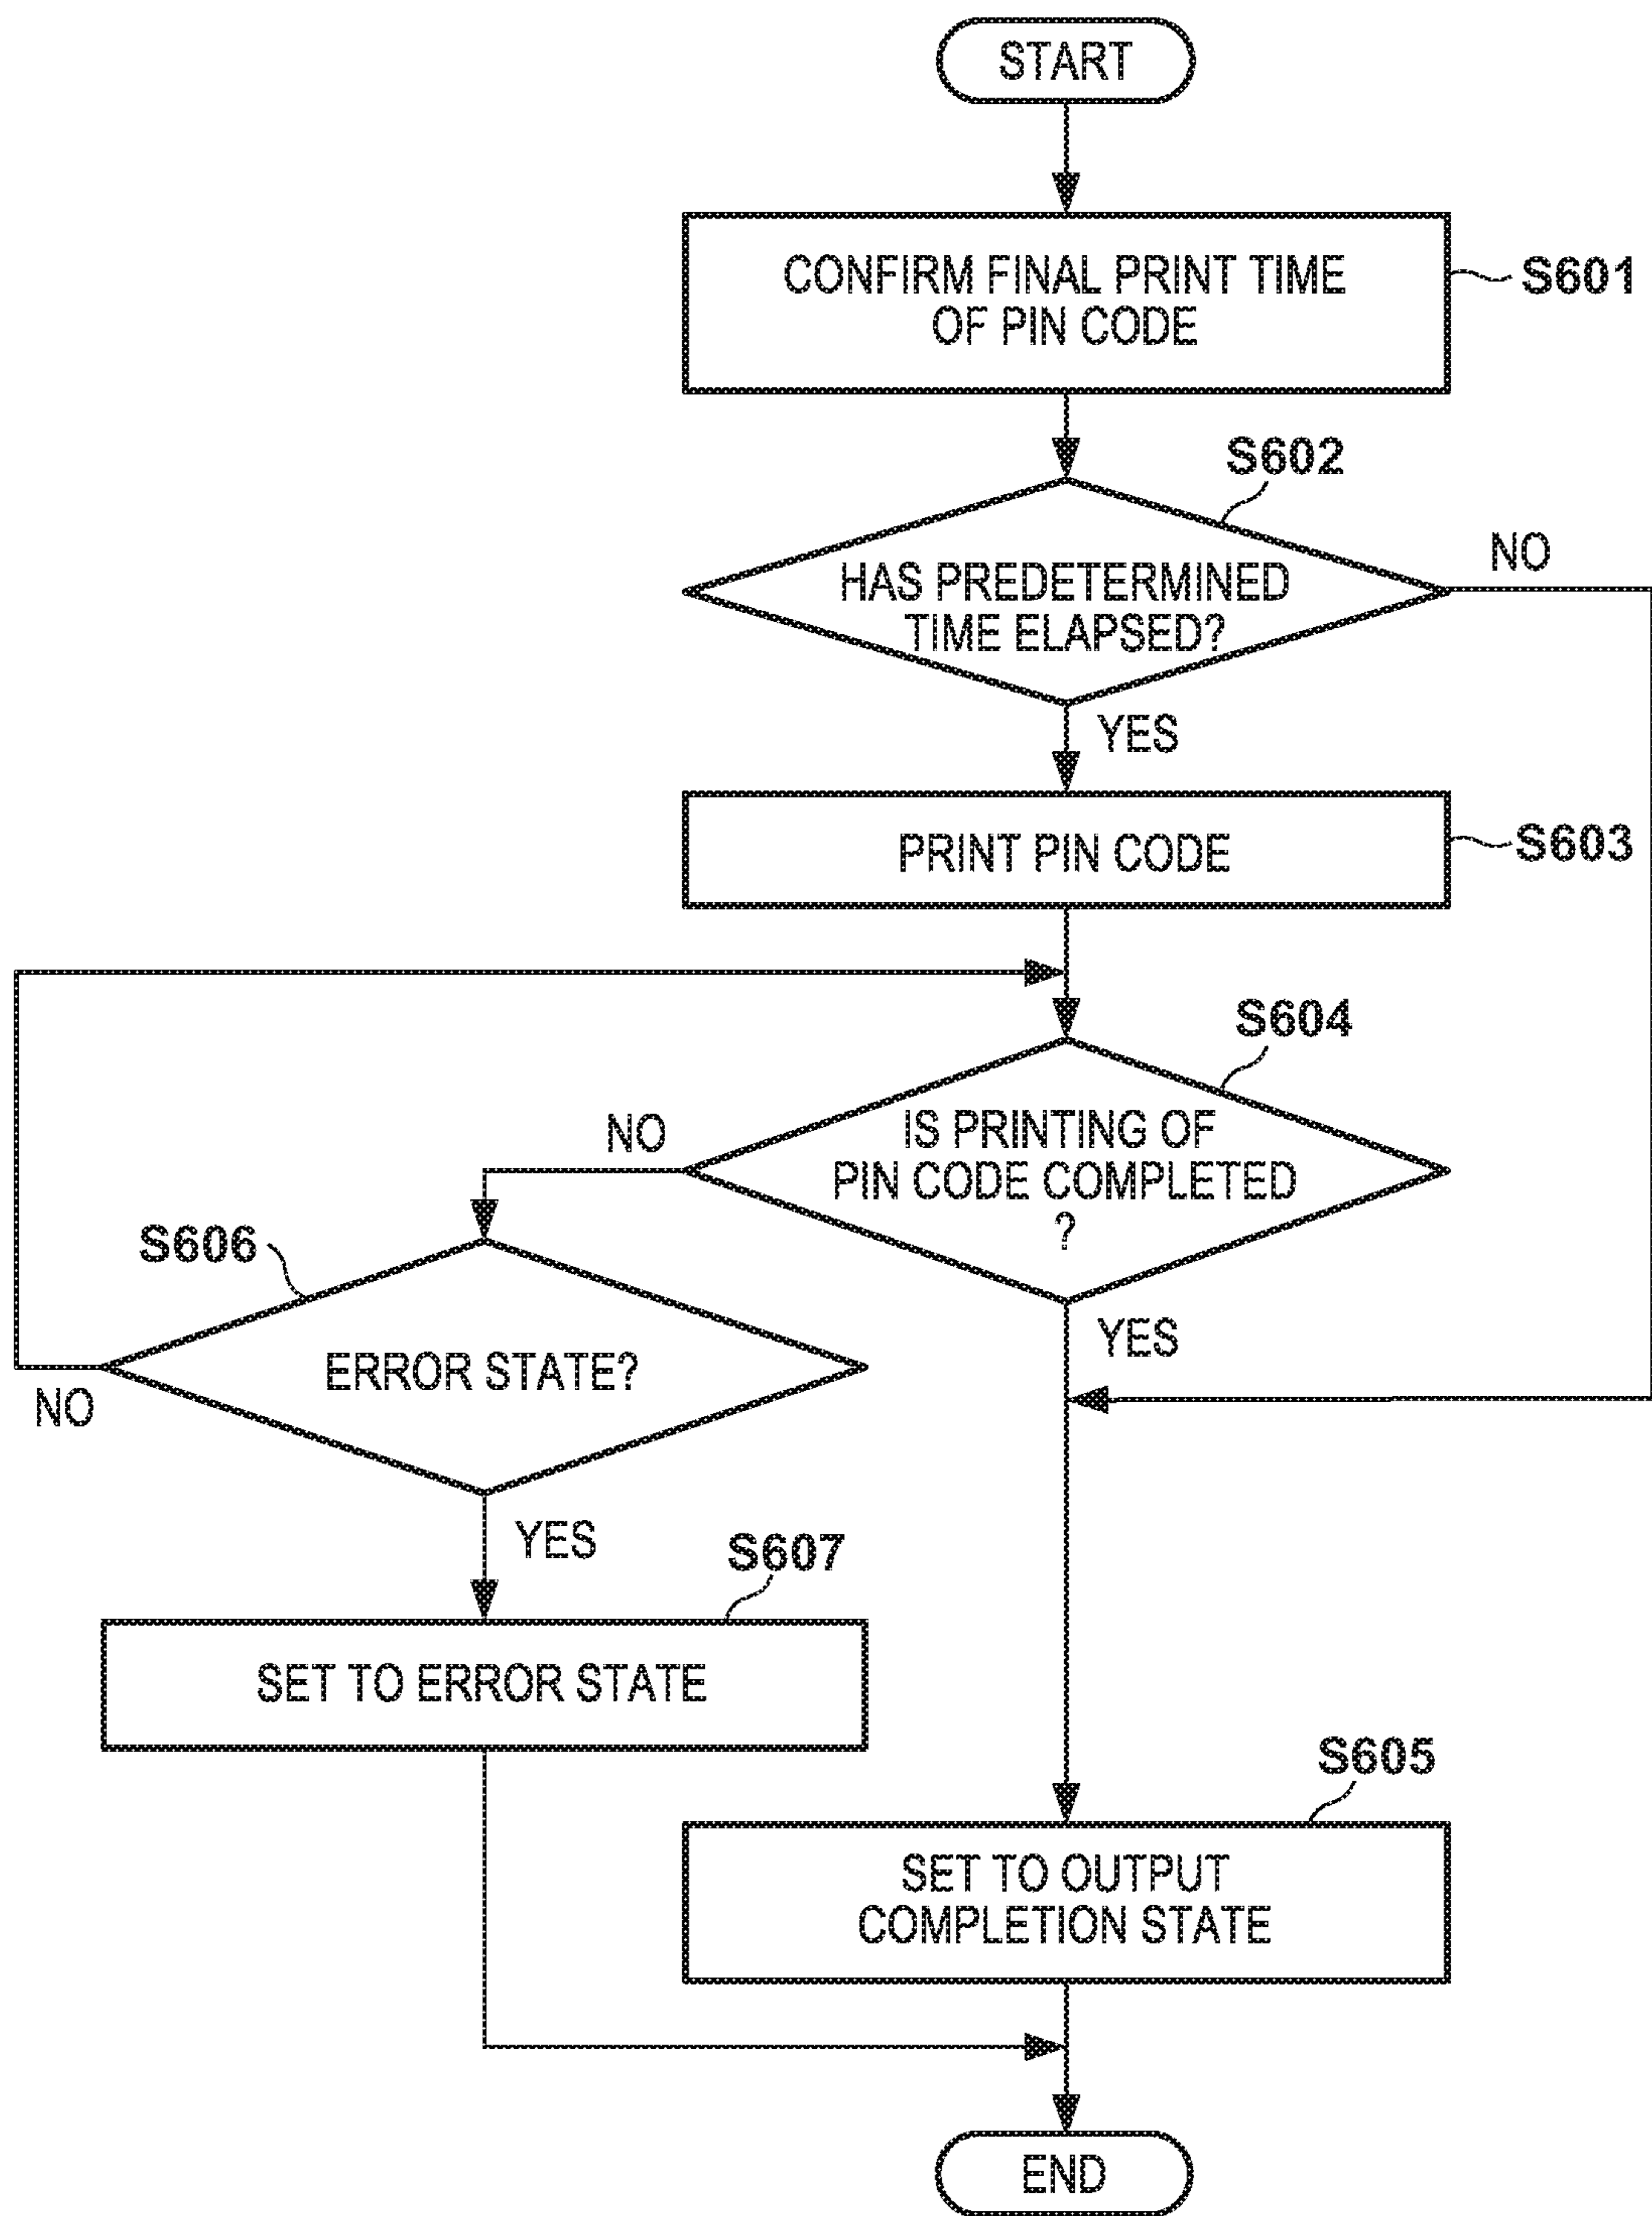 START
CONFIRM FINAL PRINT TIME
OF PIN CODE
S601
S602
HAS PREDETERMINED
TIME ELAPSED?
NO
YES
PRINT PIN CODE
S603
S604
IS PRINTING OF
PIN CODE COMPLETED
?
NO
YES
S606
ERROR STATE?
NO
YES
S607
SET TO ERROR STATE
S605
SET TO OUTPUT
COMPLETION STATE
END